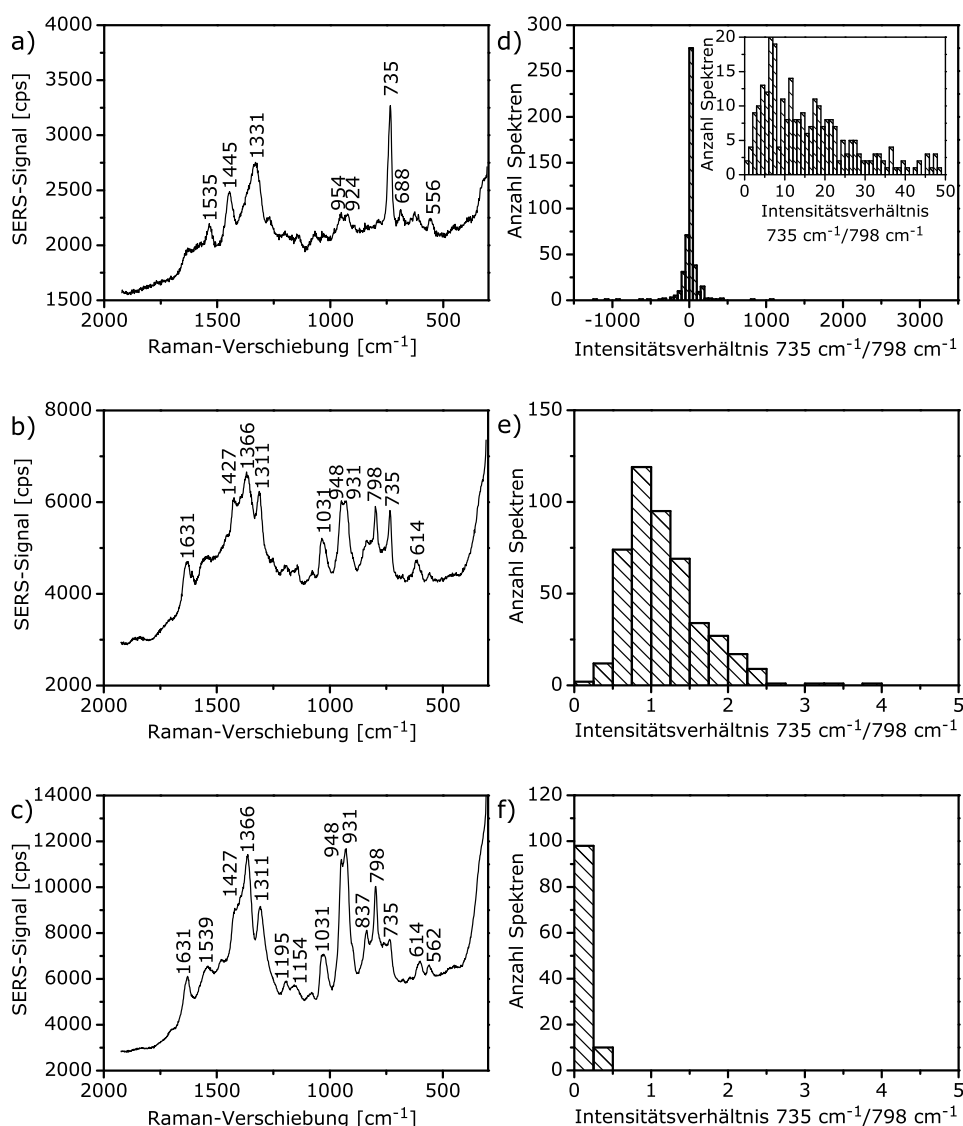 a)
4000
3500
3000
2500
2000
1500
SERS-Signal [cps]
1535
1445
1331
954
924
735
688
556
2000 1500 1000 500
Raman-Verschiebung [cm-1]
d)
300
250
200
150
100
50
0
Anzahl Spektren
-1000 0 1000 2000 3000
Intensitätsverhältnis 735 cm-1/798 cm-1
20
15
10
5
0
Anzahl Spektren
0 10 20 30 40 50
Intensitätsverhältnis
735 cm-1/798 cm-1
b)
8000
6000
4000
2000
SERS-Signal [cps]
1631
1427
1366
1311
1031
948
931
798
735
614
2000 1500 1000 500
Raman-Verschiebung [cm-1]
e)
150
100
50
0
Anzahl Spektren
0 1 2 3 4 5
Intensitätsverhältnis 735 cm-1/798 cm-1
c)
14000
12000
10000
8000
6000
4000
2000
SERS-Signal [cps]
1631
1539
1427
1366
1311
1195
1154
1031
948
931
837
798
735
614
562
2000 1500 1000 500
Raman-Verschiebung [cm-1]
f)
120
100
80
60
40
20
0
Anzahl Spektren
0 1 2 3 4 5
Intensitätsverhältnis 735 cm-1/798 cm-1